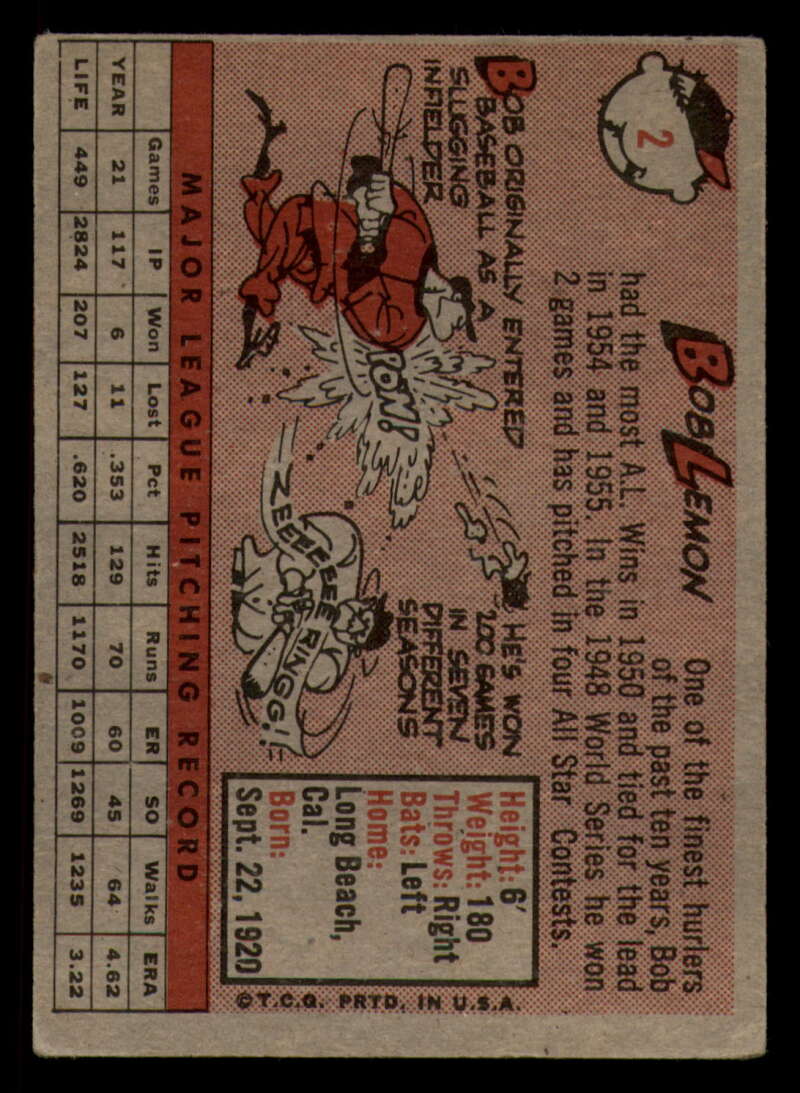 2
BOB LEMON
One of the finest hurlers
of the past ten years, Bob
had the most A.L. Wins in 1950 and tied for the lead
in 1954 and 1955. In the 1948 World Series he won
2 games and has pitched in four All Star Contests.
BOB ORIGINALLY ENTERED
BASEBALL AS A
SLUGGING
INFIELDER
POW!
HE'S WON
200 GAMES
IN SEVEN
DIFFERENT
SEASONS
ZEEEEEEE RINGG!!
Height: 6'
Weight: 180
Throws: Right
Bats: Left
Home:
Long Beach,
Cal.
Born:
Sept. 22, 1920
©T.C.G. PRTD. IN U.S.A.
MAJOR LEAGUE PITCHING RECORD
Games IP Won Lost Pct Hits Runs ER SO Walks ERA
YEAR 21 117 6 11 .353 129 70 60 45 64 4.62
LIFE 449 2824 207 127 .620 2518 1170 1009 1269 1235 3.22